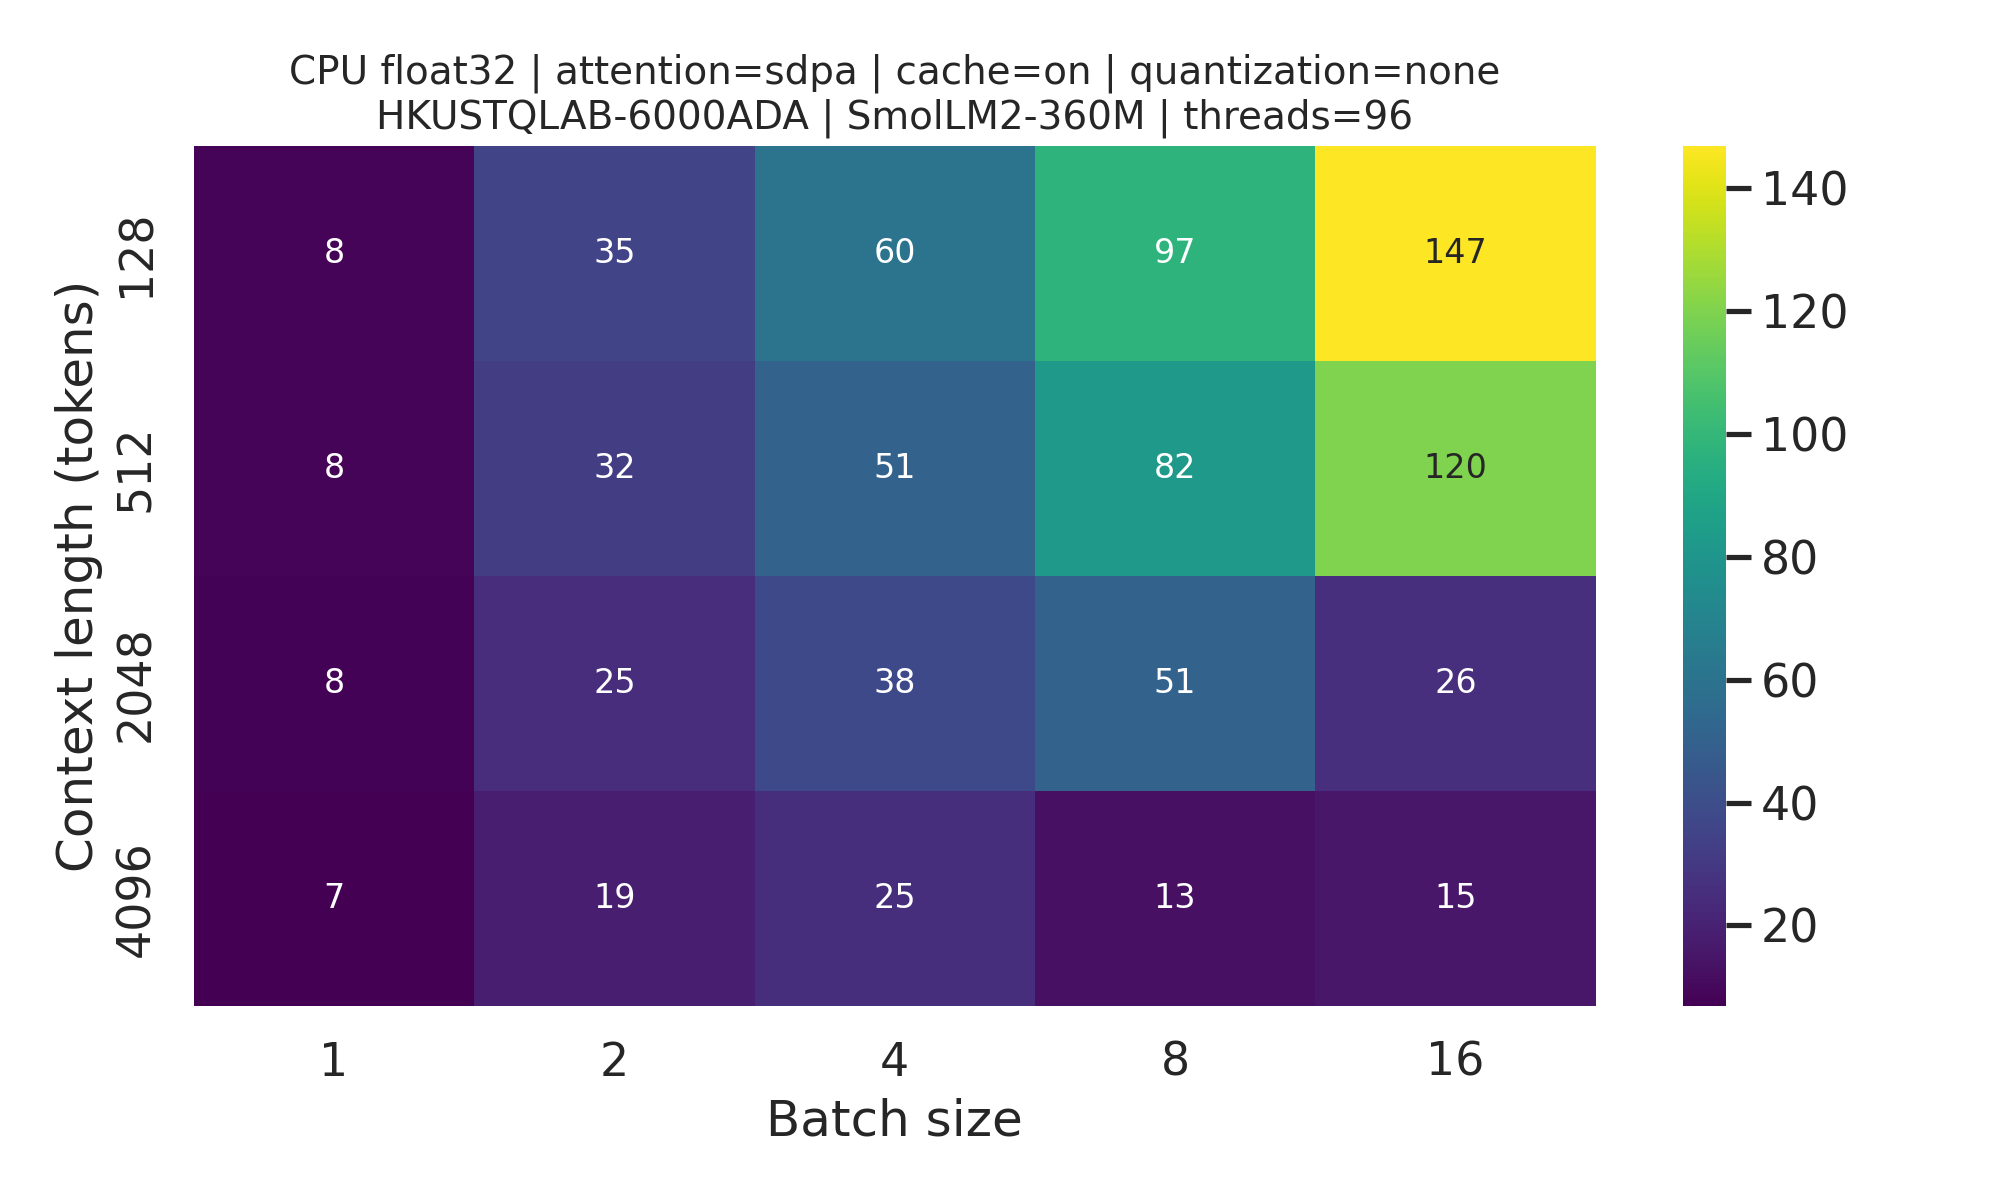 CPU float32 | attention=sdpa | cache=on | quantization=none
HKUSTQLAB-6000ADA | SmolLM2-360M | threads=96
Context length (tokens)
128
8 35 60 97 147
512
8 32 51 82 120
2048
8 25 38 51 26
4096
7 19 25 13 15
1 2 4 8 16
Batch size
140
120
100
80
60
40
20